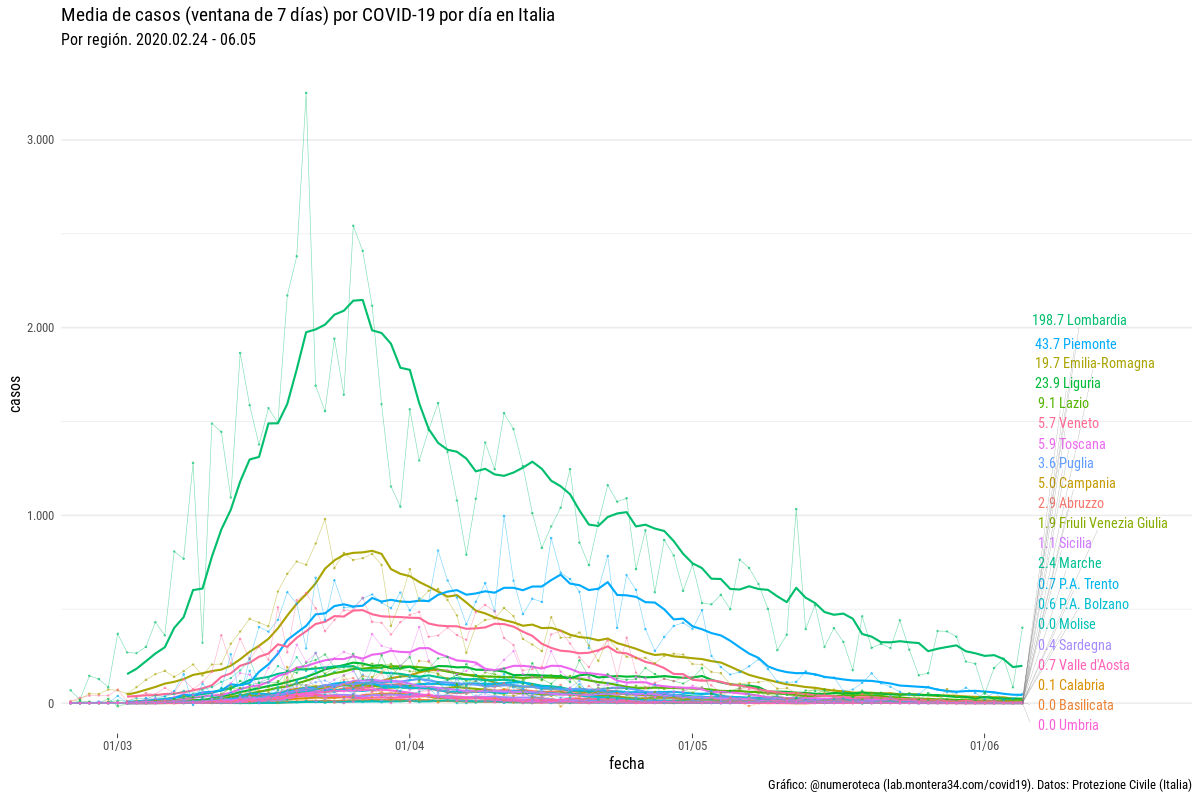 Media de casos (ventana de 7 días) por COVID-19 por día en Italia
Por región. 2020.02.24 - 06.05
3.000
2.000
1.000
0
casos
198.7 Lombardia
43.7 Piemonte
19.7 Emilia-Romagna
23.9 Liguria
9.1 Lazio
5.7 Veneto
5.9 Toscana
3.6 Puglia
5.0 Campania
2.9 Abruzzo
1.9 Friuli Venezia Giulia
1.1 Sicilia
2.4 Marche
0.7 P.A. Trento
0.6 P.A. Bolzano
0.0 Molise
0.4 Sardegna
0.7 Valle d'Aosta
0.1 Calabria
0.0 Basilicata
0.0 Umbria
01/03
01/04
01/05
01/06
fecha
Gráfico: @numeroteca (lab.montera34.com/covid19). Datos: Protezione Civile (Italia)